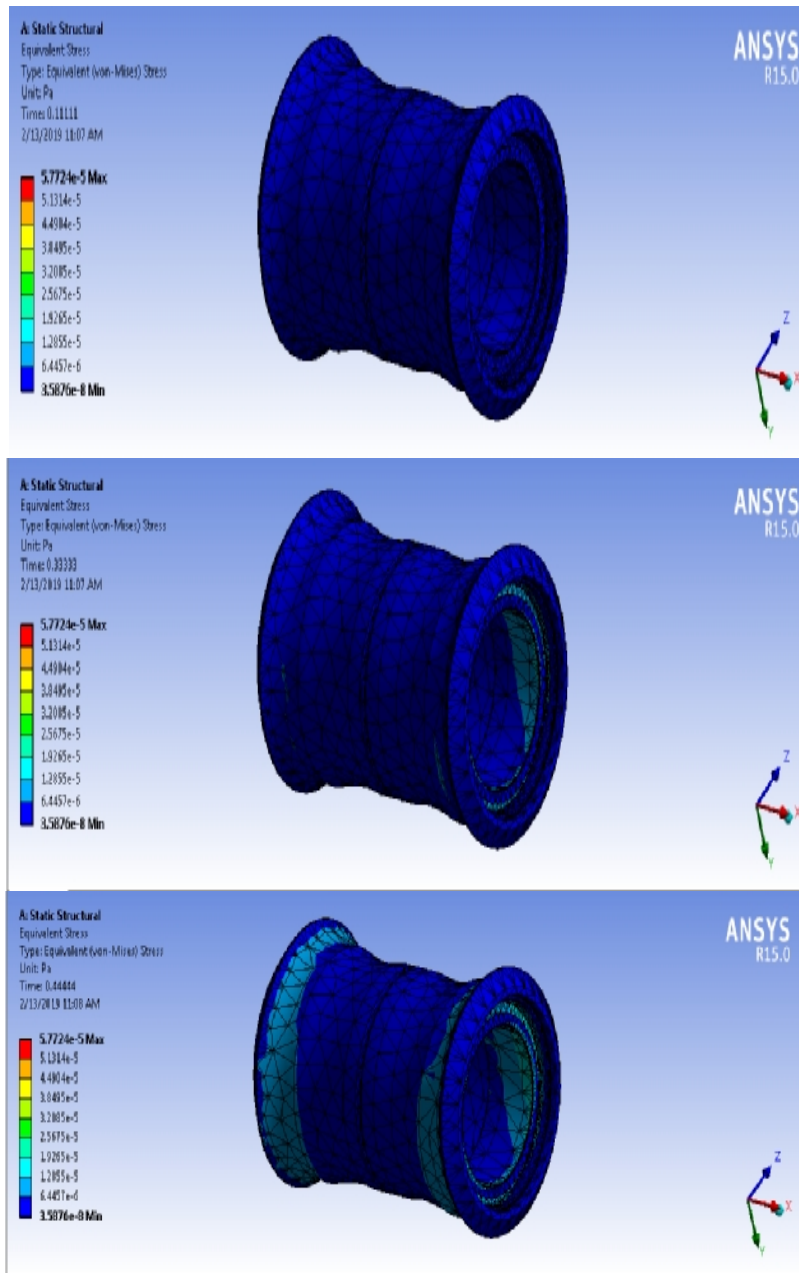 A: Static Structural
Equivalent Stress
Type: Equivalent (von-Mises) Stress
Unit: Pa
Time: 0.11111
2/13/2019 11:07 AM
ANSYS
R15.0
5.7724e-5 Max
5.1314e-5
4.4904e-5
3.8495e-5
3.2085e-5
2.5675e-5
1.9265e-5
1.2855e-5
6.4457e-6
3.5876e-8 Min
Z
X
Y
A: Static Structural
Equivalent Stress
Type: Equivalent (von-Mises) Stress
Unit: Pa
Time: 0.33333
2/13/2019 11:07 AM
ANSYS
R15.0
5.7724e-5 Max
5.1314e-5
4.4904e-5
3.8495e-5
3.2085e-5
2.5675e-5
1.9265e-5
1.2855e-5
6.4457e-6
3.5876e-8 Min
Z
X
Y
A: Static Structural
Equivalent Stress
Type: Equivalent (von-Mises) Stress
Unit: Pa
Time: 0.44444
2/13/2019 11:08 AM
ANSYS
R15.0
5.7724e-5 Max
5.1314e-5
4.4904e-5
3.8495e-5
3.2085e-5
2.5675e-5
1.9265e-5
1.2855e-5
6.4457e-6
3.5876e-8 Min
Z
X
Y